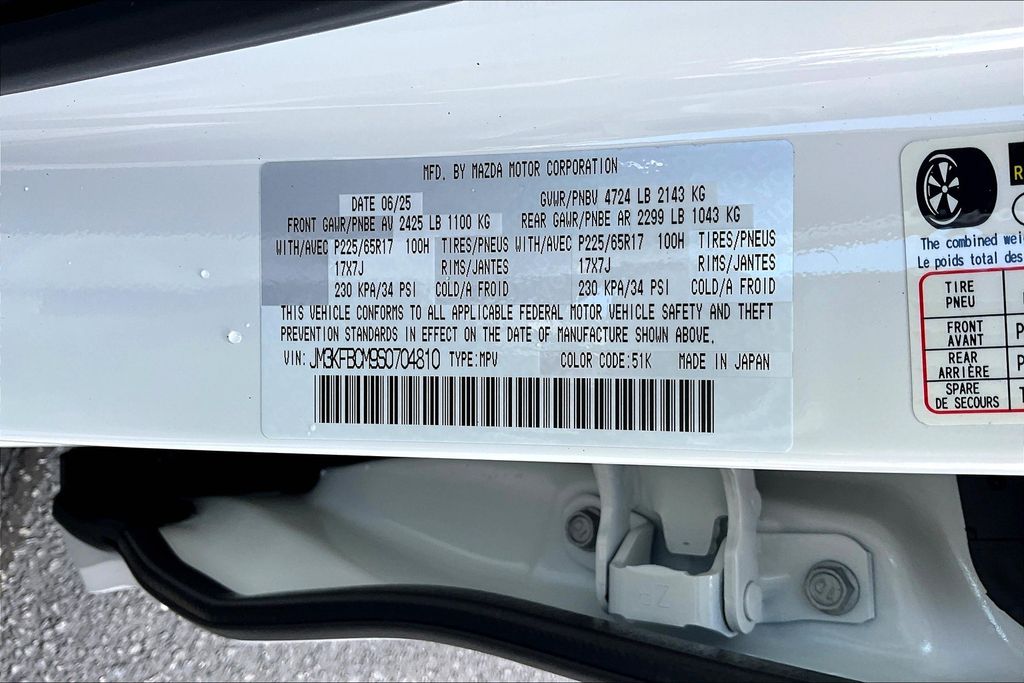 MFD. BY MAZDA MOTOR CORPORATION
DATE 06/25 GVWR/PNBV 4724 LB 2143 KG
FRONT GAWR/PNBE AV 2425 LB 1100 KG REAR GAWR/PNBE AR 2299 LB 1043 KG
WITH/AVEC P225/65R17 100H TIRES/PNEUS WITH/AVEC P225/65R17 100H TIRES/PNEUS
17X7J RIMS/JANTES 17X7J RIMS/JANTES
230 KPA/34 PSI COLD/A FROID 230 KPA/34 PSI COLD/A FROID
THIS VEHICLE CONFORMS TO ALL APPLICABLE FEDERAL MOTOR VEHICLE SAFETY AND THEFT
PREVENTION STANDARDS IN EFFECT ON THE DATE OF MANUFACTURE SHOWN ABOVE.
VIN: JM3KFBCM9S0704810 TYPE:MPV COLOR CODE:51K MADE IN JAPAN
The combined wei
Le poids total des
TIRE
PNEU
FRONT
AVANT
REAR
ARRIÈRE
SPARE
DE SECOURS